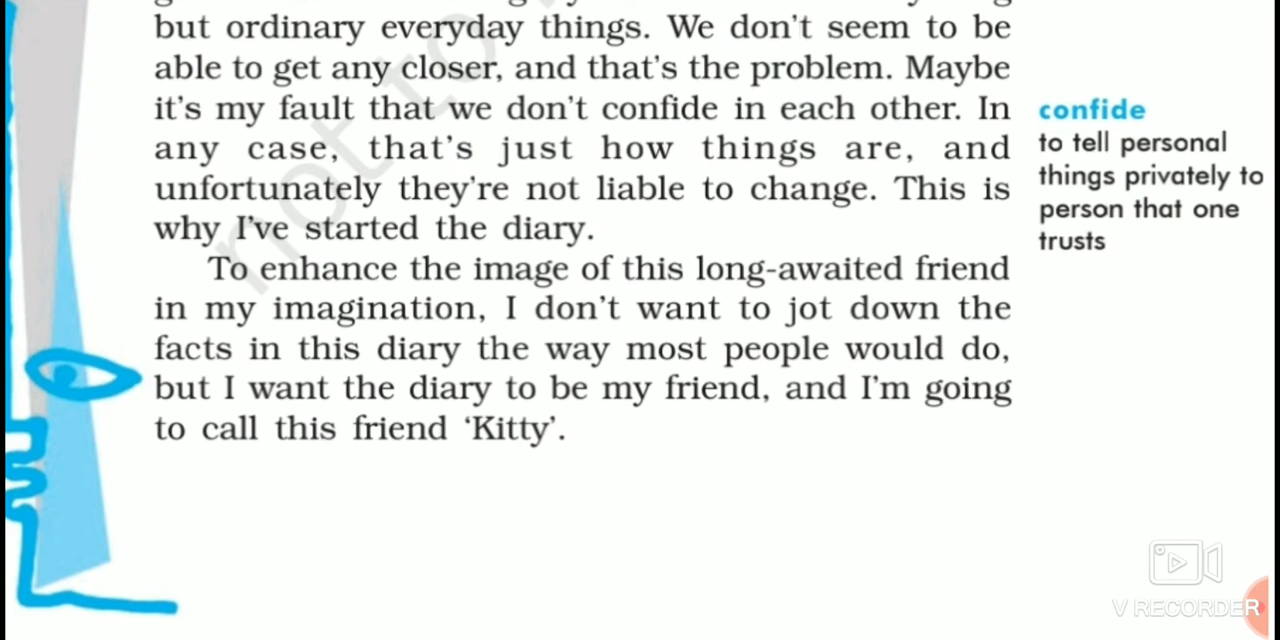 but ordinary everyday things. We don't seem to be
able to get any closer, and that's the problem. Maybe
it's my fault that we don't confide in each other. In
any case, that's just how things are, and
unfortunately they're not liable to change. This is
why I've started the diary.
To enhance the image of this long-awaited friend
in my imagination, I don't want to jot down the
facts in this diary the way most people would do,
but I want the diary to be my friend, and I'm going
to call this friend ‘Kitty’.
confide
to tell personal
things privately to
person that one
trusts
not to
V RECORDER